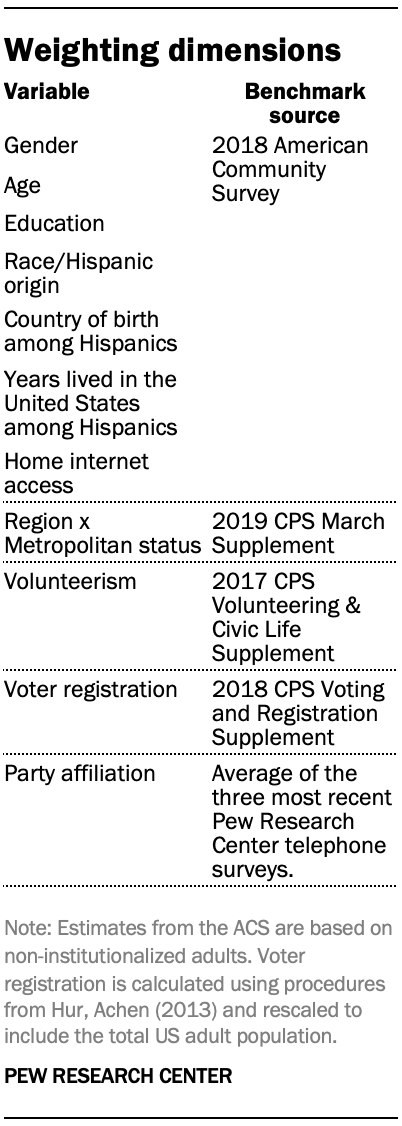 Weighting dimensions
Variable
Benchmark
source
Gender
2018 American
Community
Survey
Age
Education
Race/Hispanic
origin
Country of birth
among Hispanics
Years lived in the
United States
among Hispanics
Home internet
access
Region x
Metropolitan status
2019 CPS March
Supplement
Volunteerism
2017 CPS
Volunteering &
Civic Life
Supplement
Voter registration
2018 CPS Voting
and Registration
Supplement
Party affiliation
Average of the
three most recent
Pew Research
Center telephone
surveys.
Note: Estimates from the ACS are based on
non-institutionalized adults. Voter
registration is calculated using procedures
from Hur, Achen (2013) and rescaled to
include the total US adult population.
PEW RESEARCH CENTER